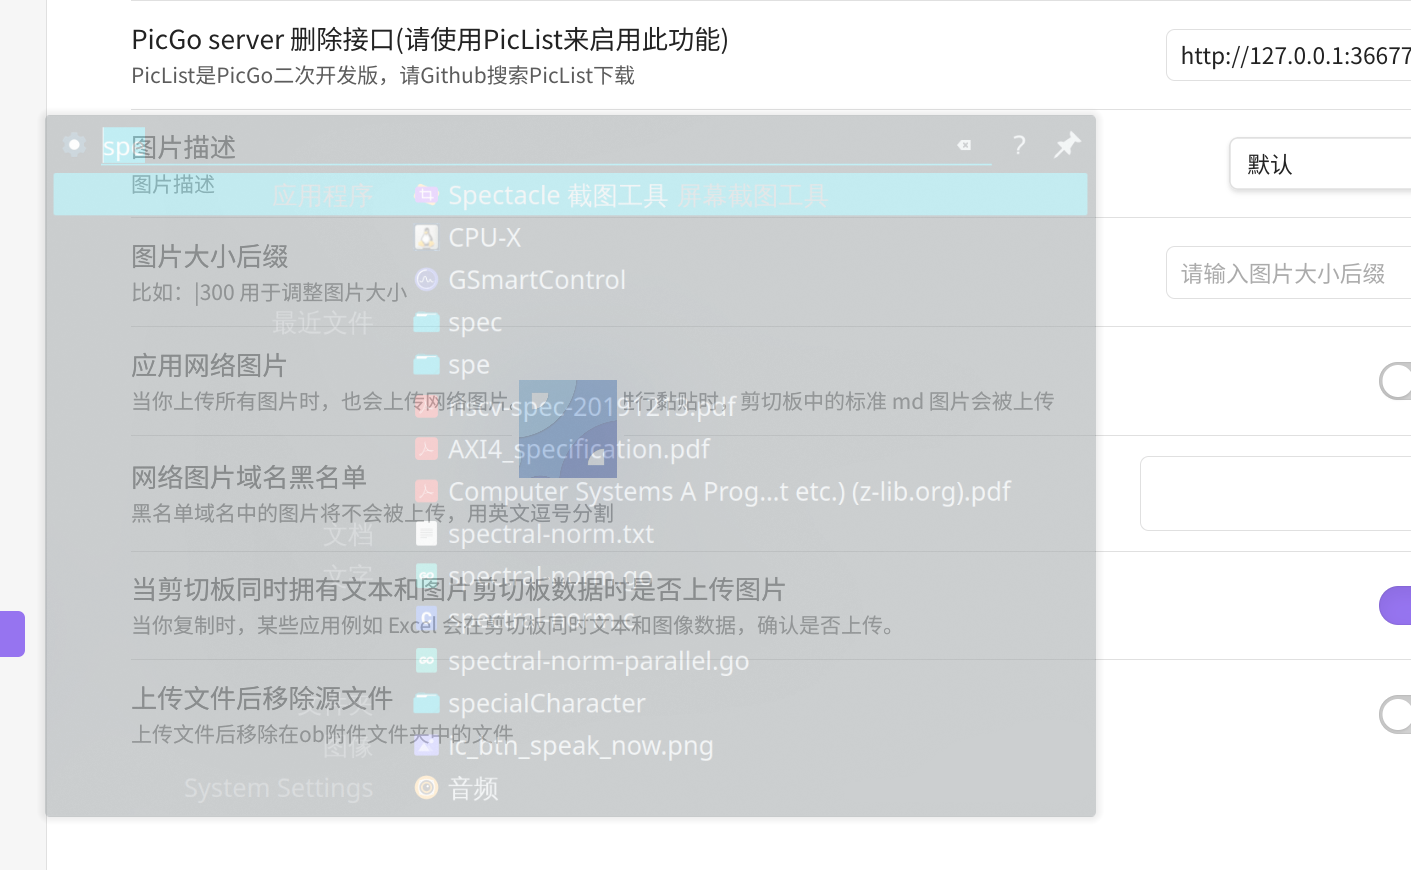 PicGo server 删除接口(请使用PicList来启用此功能)
PicList是PicGo二次开发版，请Github搜索PicList下载
http://127.0.0.1:36677
spe
?
图片描述
图片描述
默认
应用程序
Spectacle 截图工具 屏幕截图工具
CPU-X
图片大小后缀
请输入图片大小后缀
GSmartControl
比如：|300 用于调整图片大小
最近文件
spec
应用网络图片
spe
当你上传所有图片时，也会上传网络图片
进行黏贴时，剪切板中的标准 md 图片会被上传
riscv-spec-20191213.pdf
AXI4_specification.pdf
网络图片域名黑名单
Computer Systems A Prog...t etc.) (z-lib.org).pdf
黑名单域名中的图片将不会被上传，用英文逗号分割
文档
spectral-norm.txt
文字
spectral-norm.go
当剪切板同时拥有文本和图片剪切板数据时是否上传图片
spectral-norm.c
当你复制时，某些应用例如 Excel 会在剪切板同时文本和图像数据，确认是否上传。
spectral-norm-parallel.go
上传文件后移除源文件
文件夹
specialCharacter
上传文件后移除在ob附件文件夹中的文件
图像
ic_btn_speak_now.png
System Settings
音频